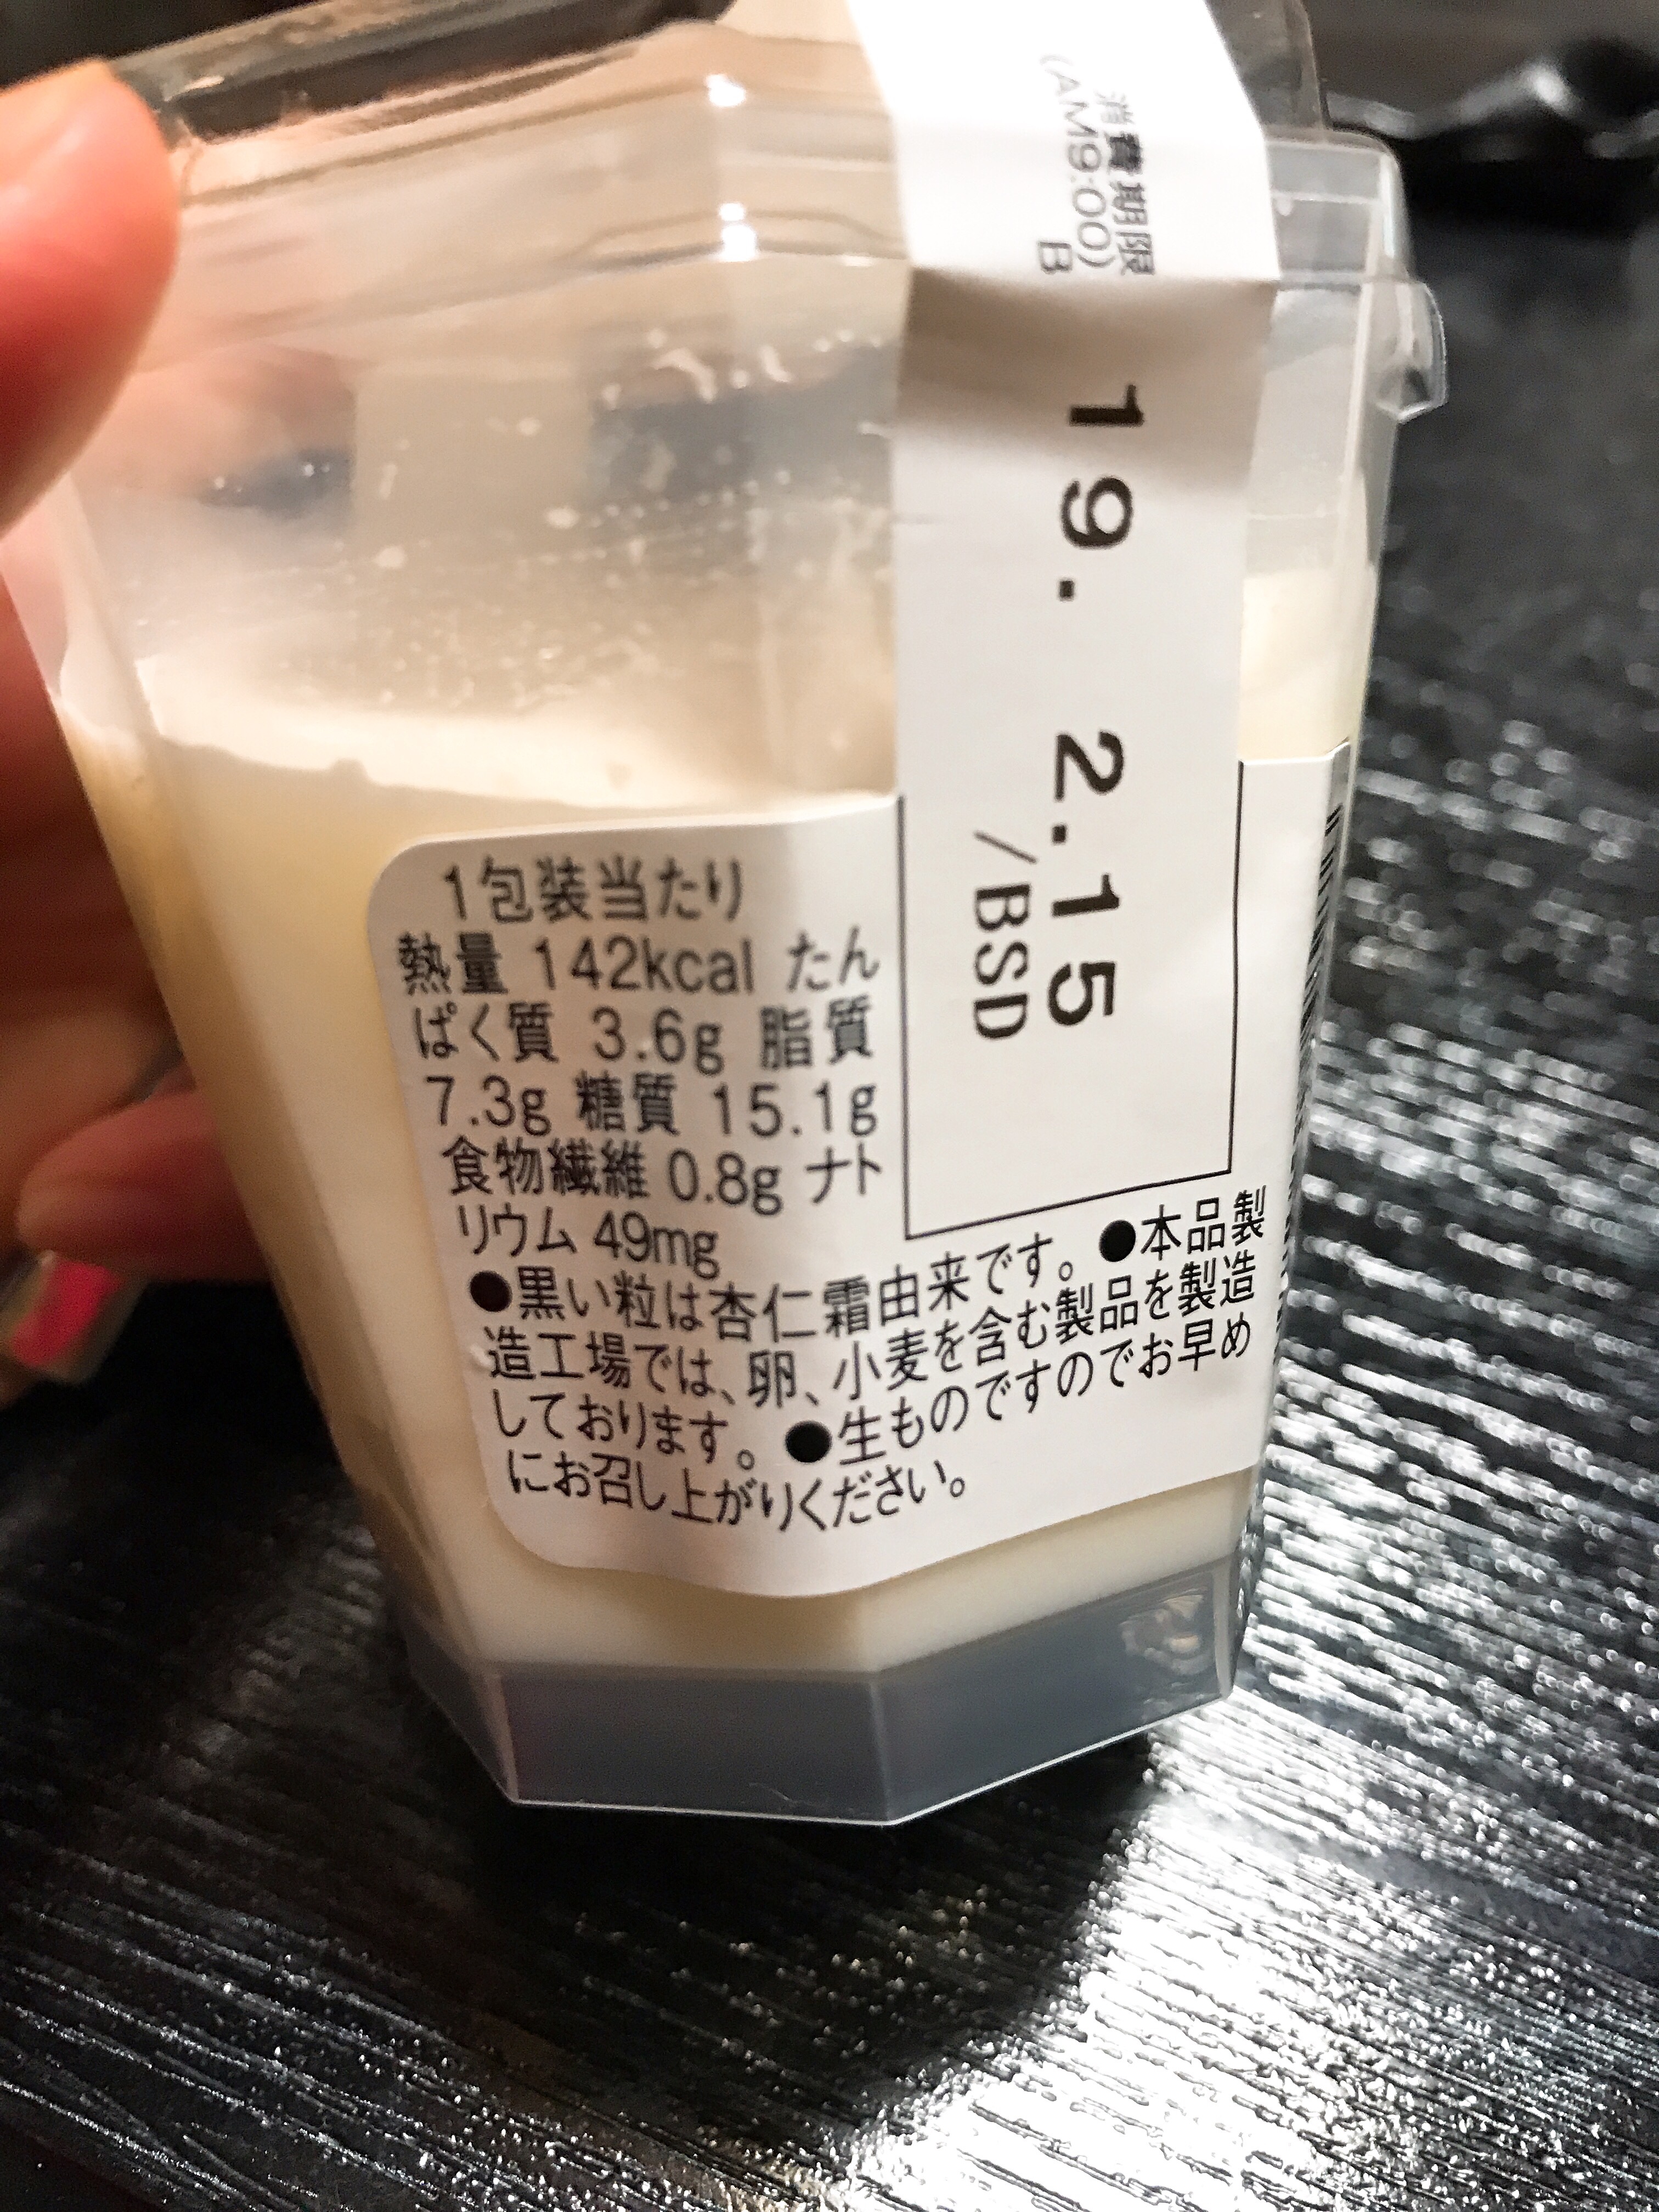 消費期限
(AM9:00)
B
19. 2.15
/BSD
1包装当たり
熱量 142kcal たん
ぱく質 3.6g 脂質
7.3g 糖質 15.1g
食物繊維 0.8g ナト
リウム 49mg
●黒い粒は杏仁霜由来です。●本品製
造工場では、卵、小麦を含む製品を製造
しております。●生ものですのでお早め
にお召し上がりください。